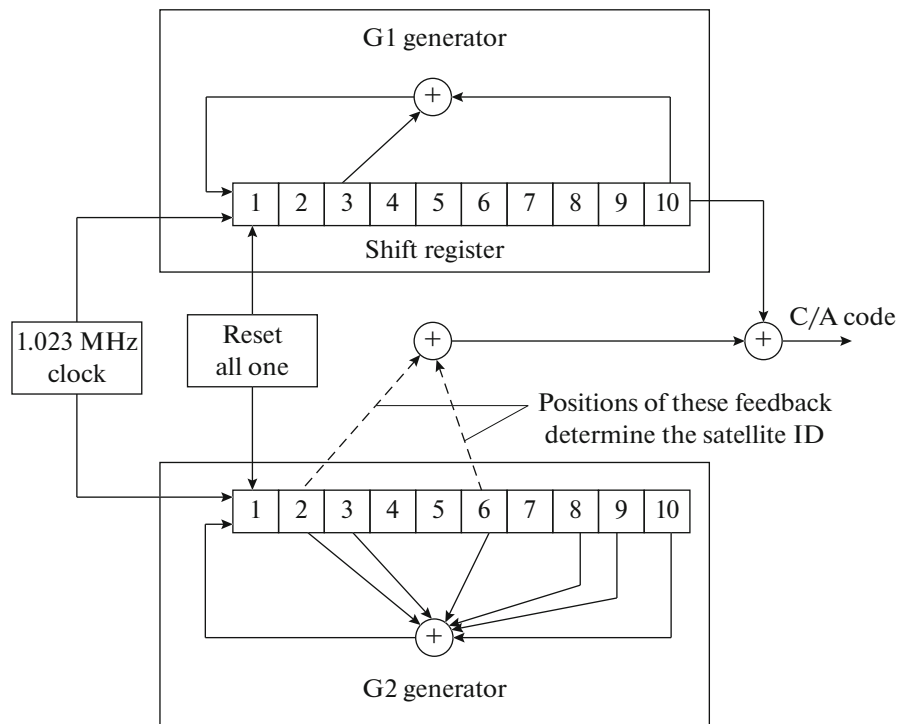 G1 generator
+
1 2 3 4 5 6 7 8 9 10
Shift register
1.023 MHz
clock
Reset
all one
+
+
C/A code
Positions of these feedback
determine the satellite ID
1 2 3 4 5 6 7 8 9 10
+
G2 generator